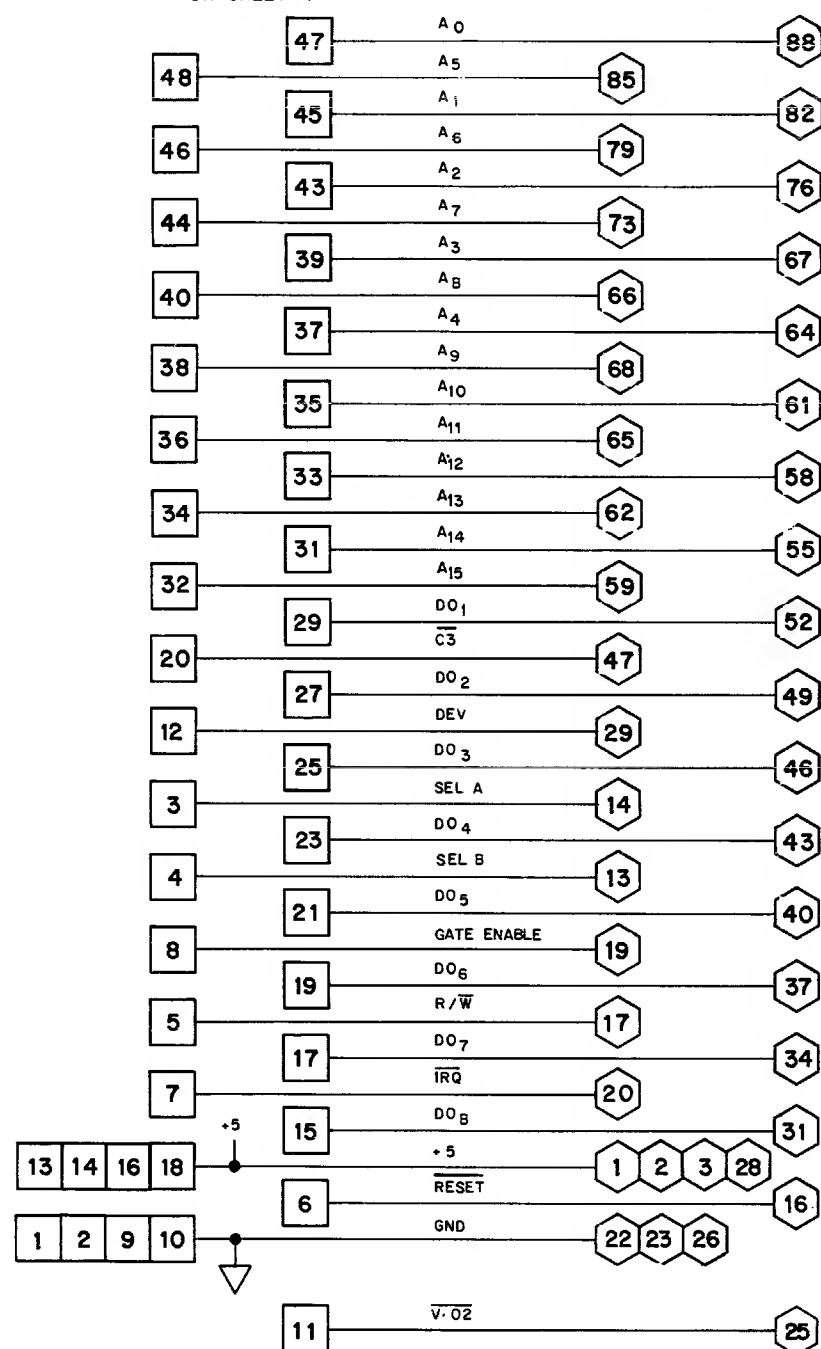 47 A0 88
48 A5 85
45 A1 82
46 A6 79
43 A2 76
44 A7 73
39 A3 67
40 A8 66
37 A4 64
38 A9 68
35 A10 61
36 A11 65
33 A12 58
34 A13 62
31 A14 55
32 A15 59
29 DO1 52
20 C̅3̅ 47
27 DO2 49
12 DEV 29
25 DO3 46
3 SEL A 14
23 DO4 43
4 SEL B 13
21 DO5 40
8 GATE ENABLE 19
19 DO6 37
5 R/W̅ 17
17 DO7 34
7 I̅R̅Q̅ 20
15 DO8 31
+5
13 14 16 18 +5 1 2 3 28
6 R̅E̅S̅E̅T̅ 16
1 2 9 10 GND 22 23 26
11 V̅·̅0̅2̅ 25